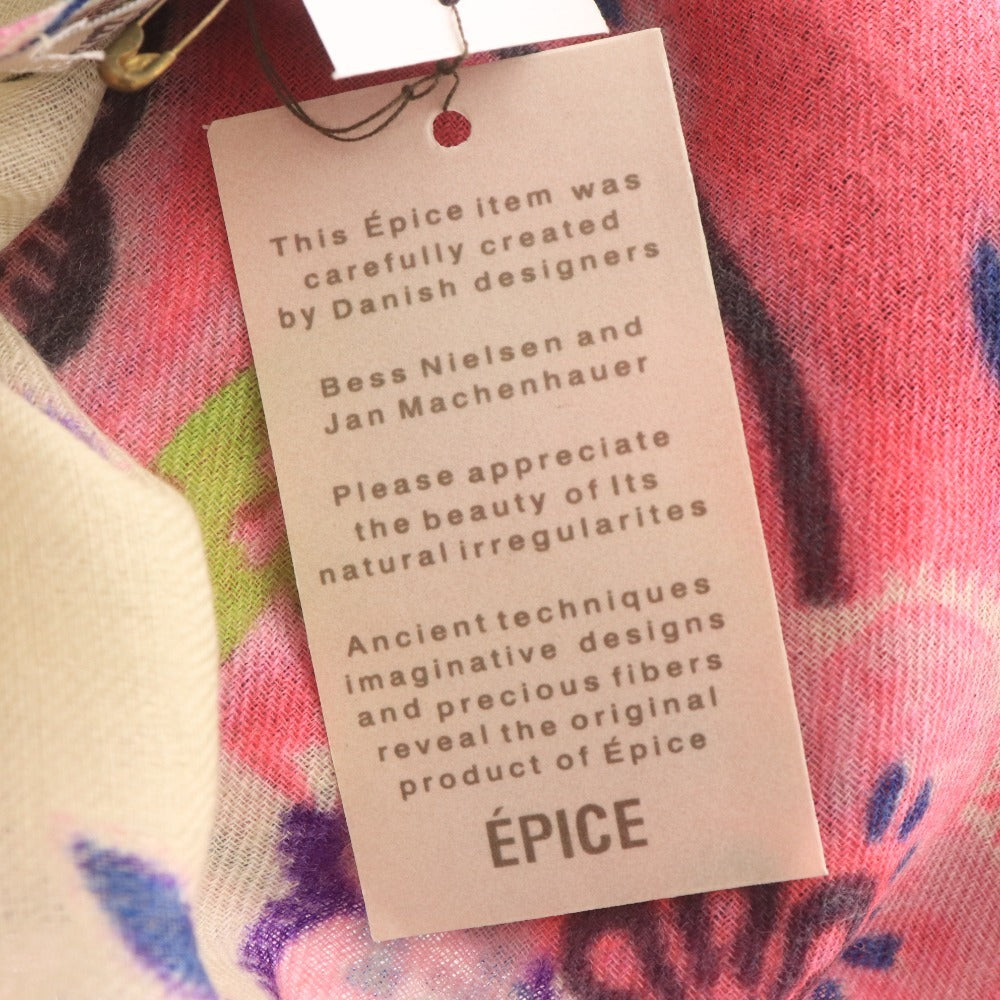 This Épice item was
carefully created
by Danish designers
Bess Nielsen and
Jan Machenhauer
Please appreciate
the beauty of Its
natural irregularites
Ancient techniques
imaginative designs
and precious fibers
reveal the original
product of Épice
ÉPICE